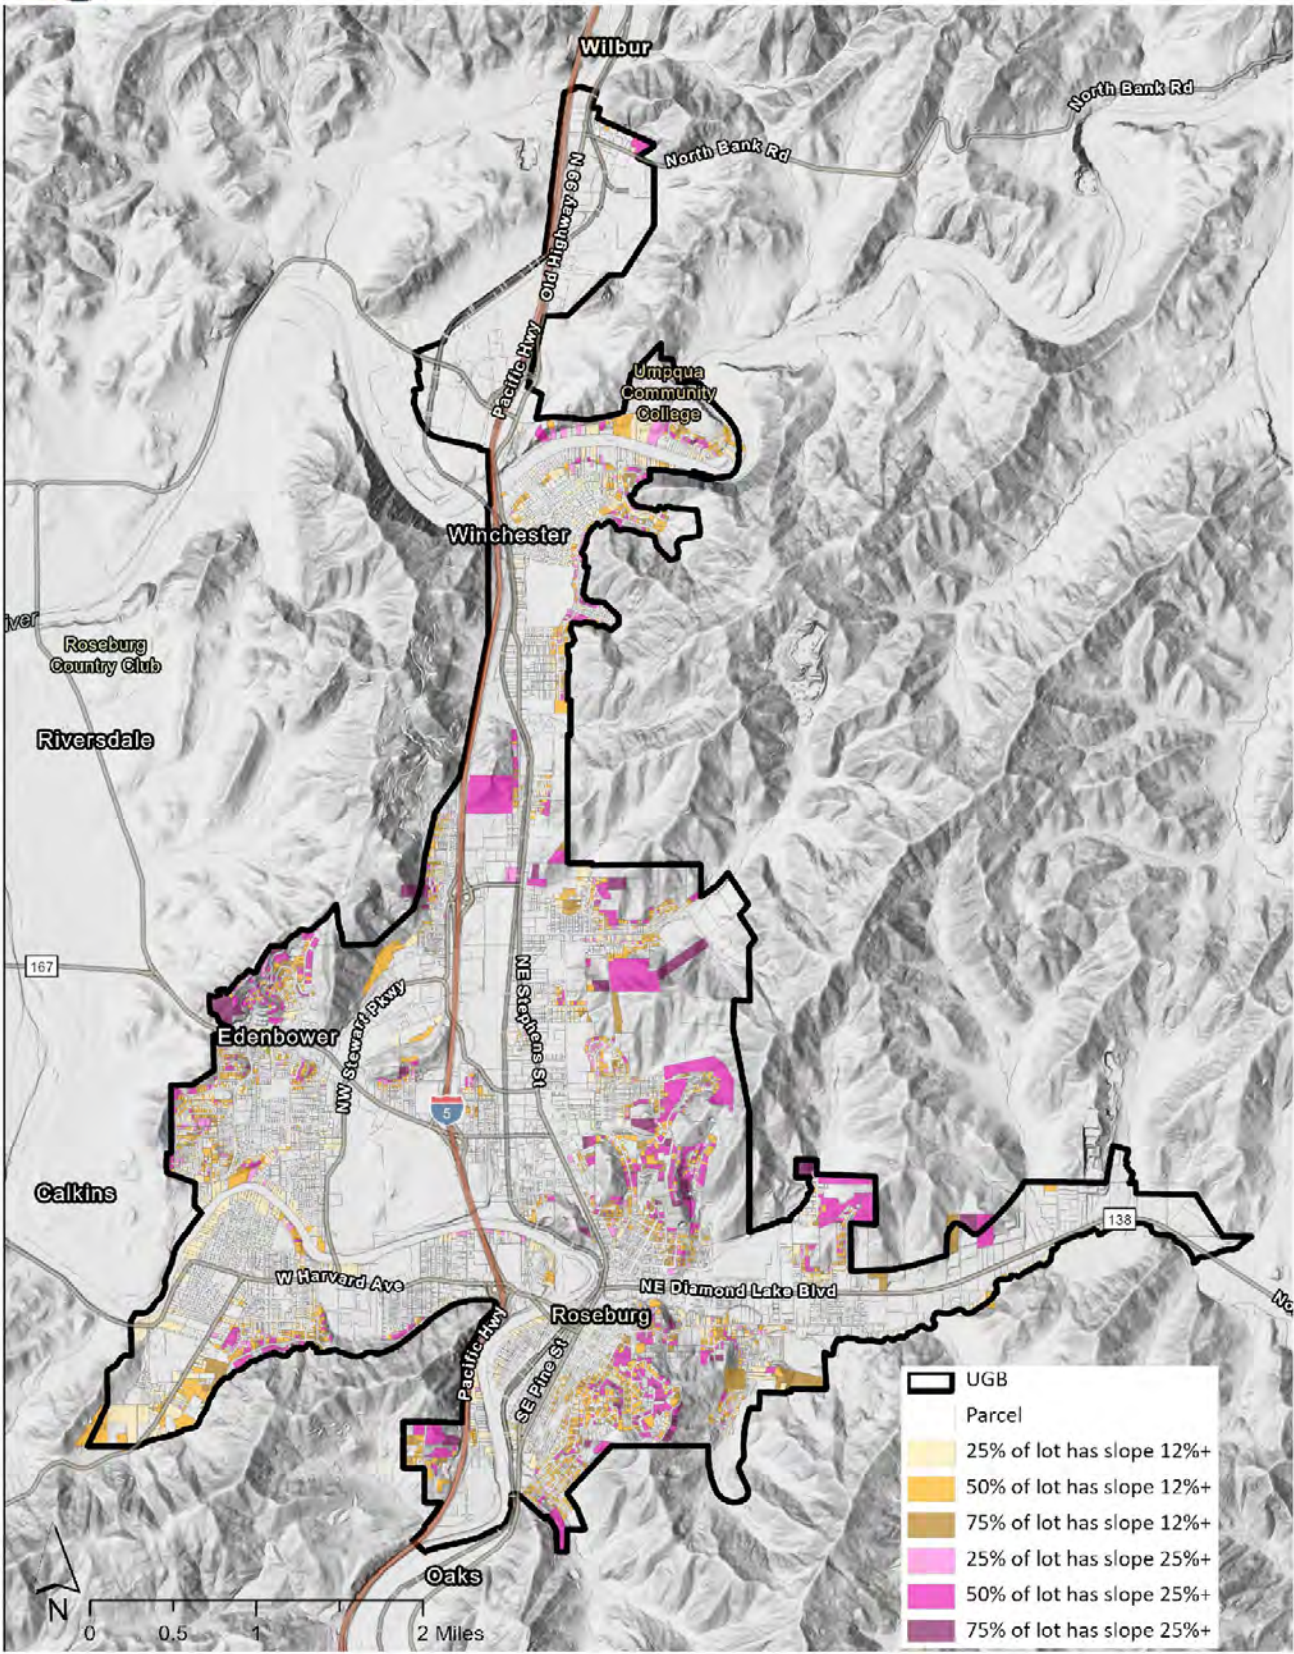 Wilbur
North Bank Rd
North Bank Rd
Old Highway 99 N
Pacific Hwy
Umpqua
Community
College
Winchester
iver
Roseburg
Country Club
Riversdale
167
NE Stephens St
Edenbower
NW Stewart Pkwy
5
Calkins
138
W Harvard Ave
NE Diamond Lake Blvd
No
Roseburg
Pacific Hwy
SE Pine St
Oaks
UGB
Parcel
25% of lot has slope 12%+
50% of lot has slope 12%+
75% of lot has slope 12%+
25% of lot has slope 25%+
50% of lot has slope 25%+
75% of lot has slope 25%+
N
0 0.5 1 2 Miles